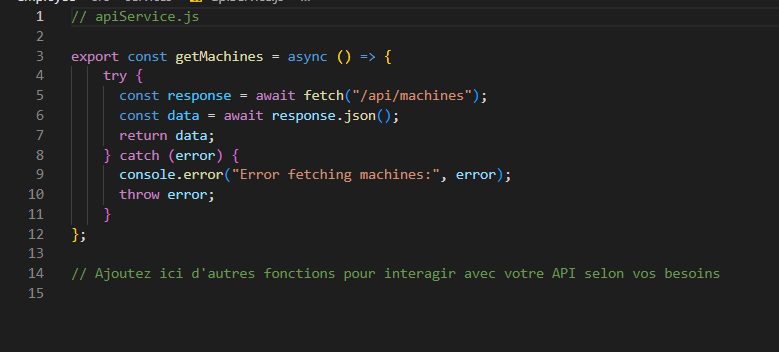 1 // apiService.js
2
3 export const getMachines = async () => {
4 try {
5 const response = await fetch("/api/machines");
6 const data = await response.json();
7 return data;
8 } catch (error) {
9 console.error("Error fetching machines:", error);
10 throw error;
11 }
12 };
13
14 // Ajoutez ici d'autres fonctions pour interagir avec votre API selon vos besoins
15